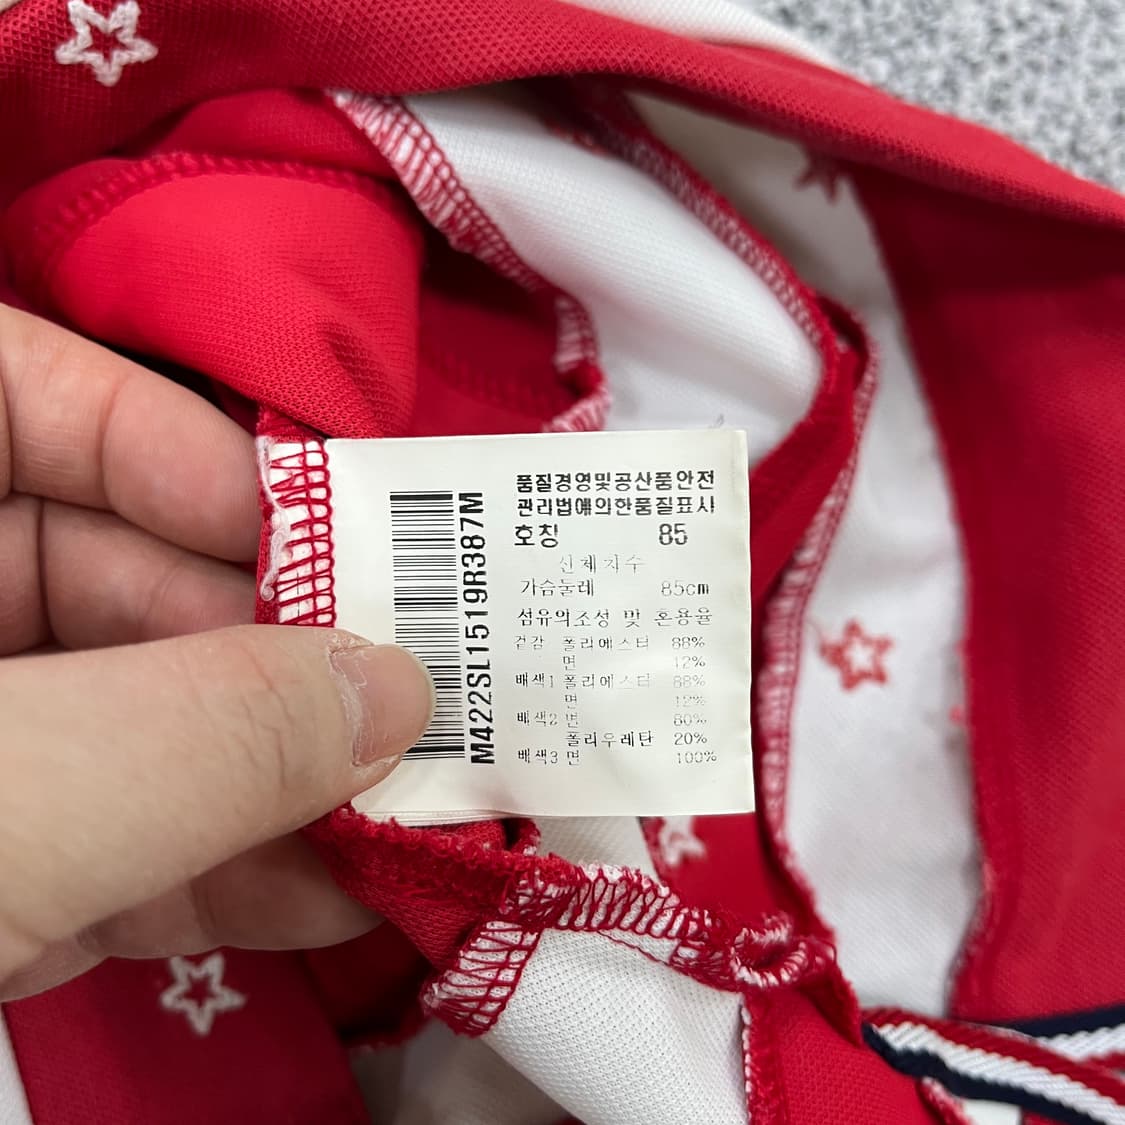 M422SL1519R387M
품질경영및공산품안전
관리법에의한품질표시
호칭 85
신체치수
가슴둘레 85cm
섬유의조성 및 혼용율
겉감 폴리에스터 88%
면 12%
배색1 폴리에스터 88%
면 12%
배색2 면 80%
폴리우레탄 20%
배색3 면 100%